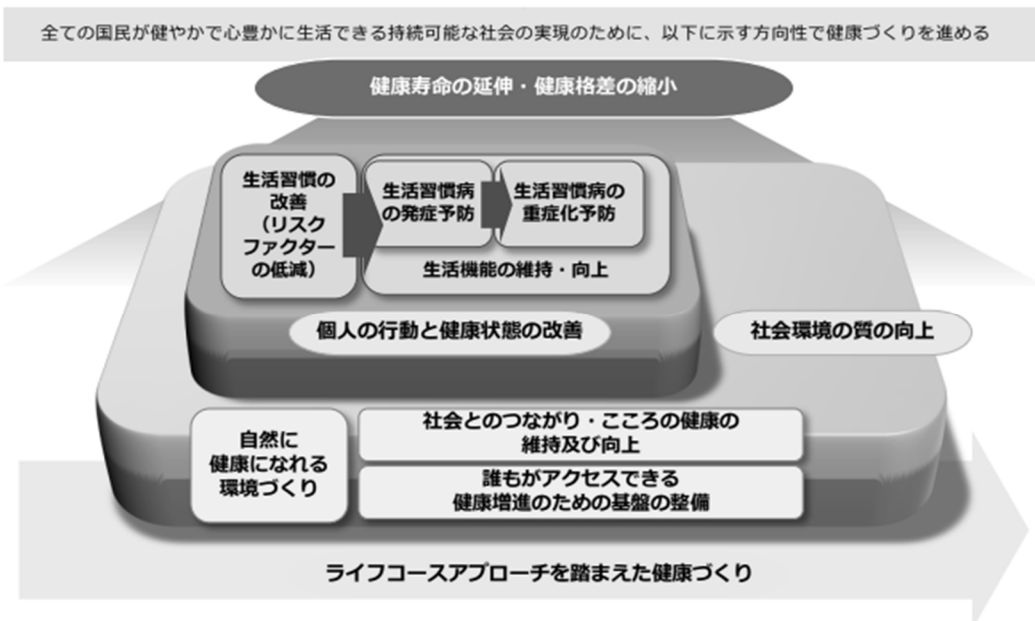 全ての国民が健やかで心豊かに生活できる持続可能な社会の実現のために、以下に示す方向性で健康づくりを進める
健康寿命の延伸・健康格差の縮小
生活習慣の
改善
（リスク
ファクター
の低減）
生活習慣病
の発症予防
生活習慣病の
重症化予防
生活機能の維持・向上
個人の行動と健康状態の改善
社会環境の質の向上
自然に
健康になれる
環境づくり
社会とのつながり・こころの健康の
維持及び向上
誰もがアクセスできる
健康増進のための基盤の整備
ライフコースアプローチを踏まえた健康づくり